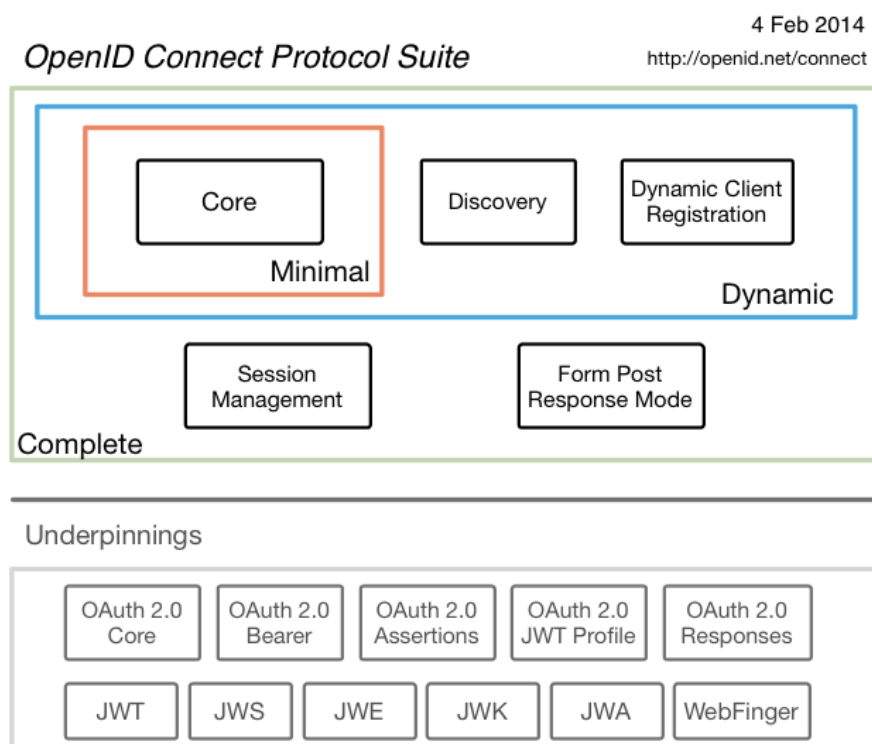 4 Feb 2014
OpenID Connect Protocol Suite
http://openid.net/connect
Core
Minimal
Discovery
Dynamic Client
Registration
Dynamic
Session
Management
Form Post
Response Mode
Complete
Underpinnings
OAuth 2.0
Core
OAuth 2.0
Bearer
OAuth 2.0
Assertions
OAuth 2.0
JWT Profile
OAuth 2.0
Responses
JWT
JWS
JWE
JWK
JWA
WebFinger